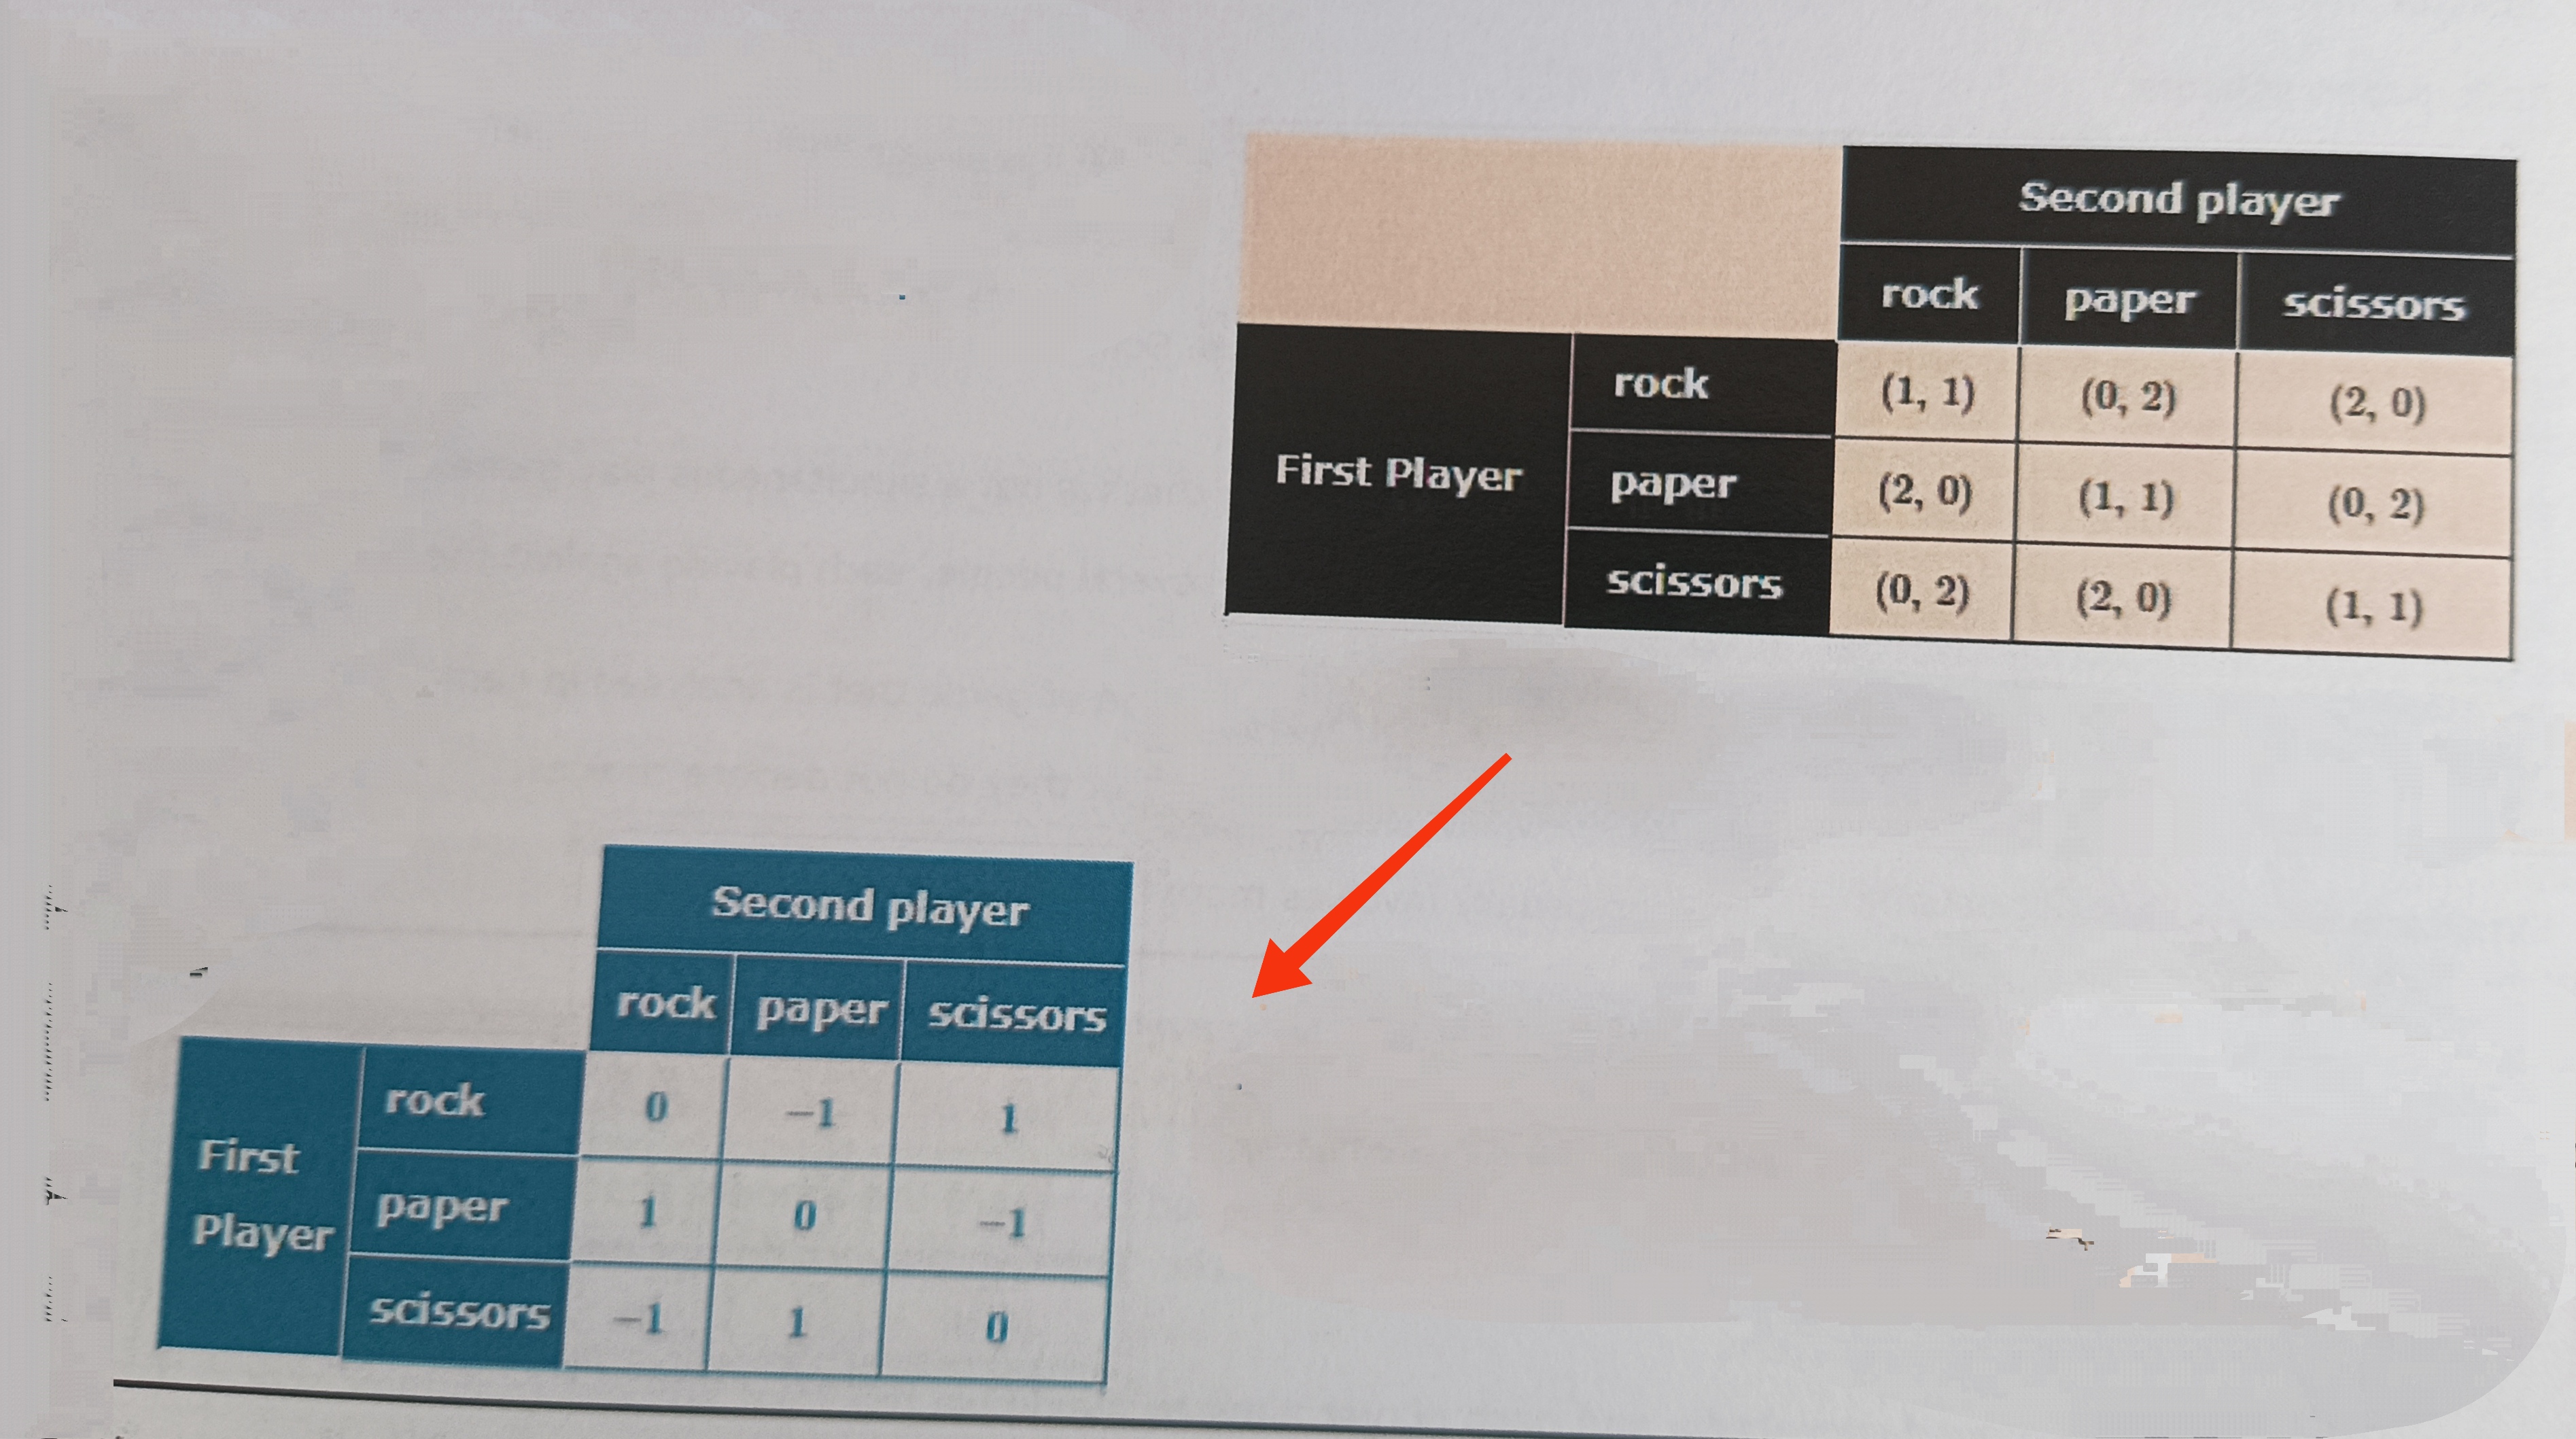 Second player
rock paper scissors
First Player
rock (1, 1) (0, 2) (2, 0)
paper (2, 0) (1, 1) (0, 2)
scissors (0, 2) (2, 0) (1, 1)
Second player
rock paper scissors
First
Player
rock 0 −1 1
paper 1 0 −1
scissors −1 1 0